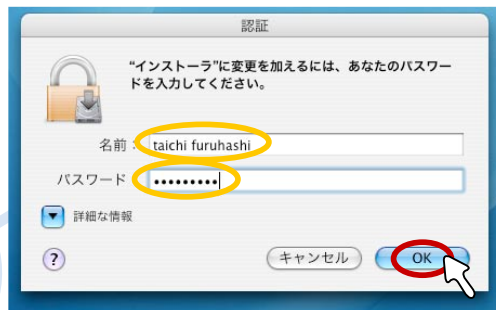 認証
“インストーラ”に変更を加えるには、あなたのパスワー
ドを入力してください。
名前： taichi furuhashi
パスワード •••••••••
詳細な情報
?
キャンセル OK